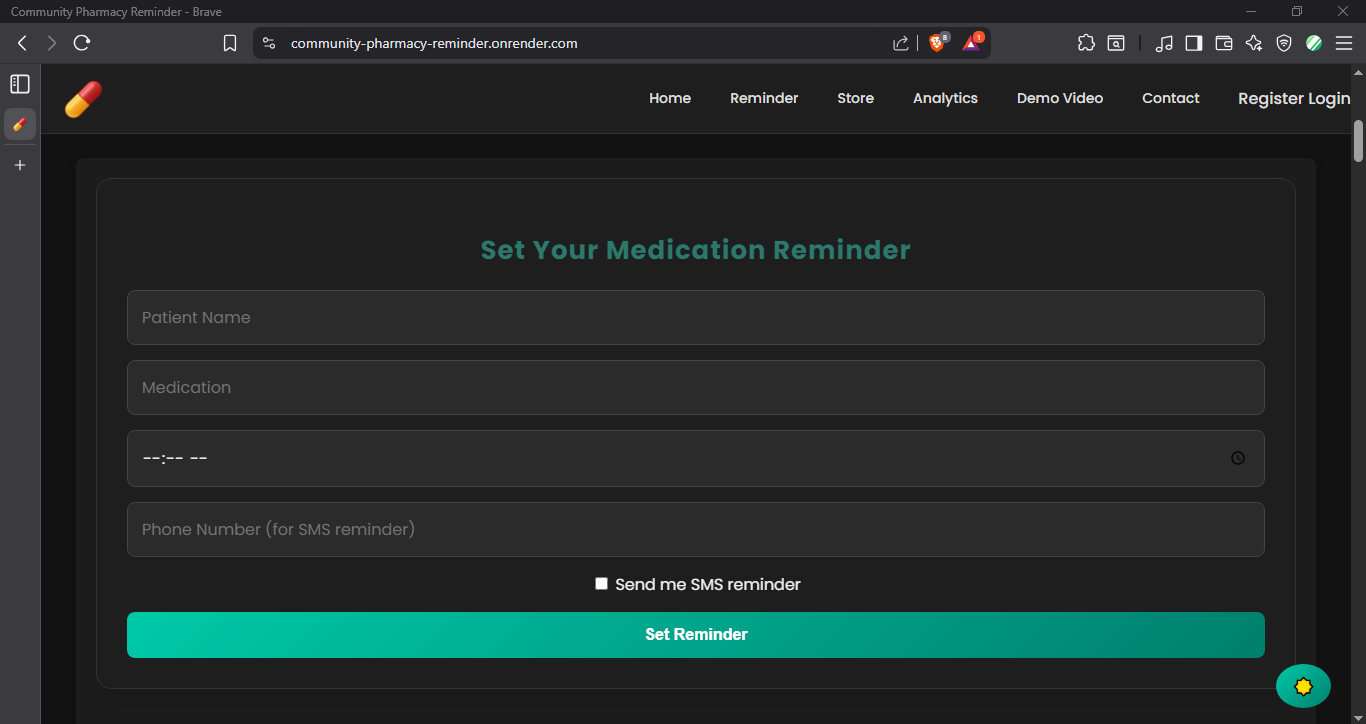 Community Pharmacy Reminder - Brave
community-pharmacy-reminder.onrender.com
8
1
Home Reminder Store Analytics Demo Video Contact Register Login
Set Your Medication Reminder
Patient Name
Medication
--:-- --
Phone Number (for SMS reminder)
Send me SMS reminder
Set Reminder